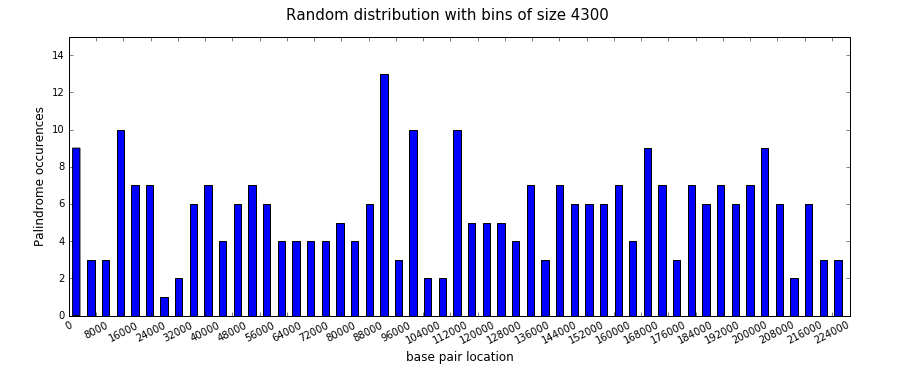 Random distribution with bins of size 4300
Palindrome occurences
14
12
10
8
6
4
2
0
0 8000 16000 24000 32000 40000 48000 56000 64000 72000 80000 88000 96000 104000 112000 120000 128000 136000 144000 152000 160000 168000 176000 184000 192000 200000 208000 216000 224000
base pair location